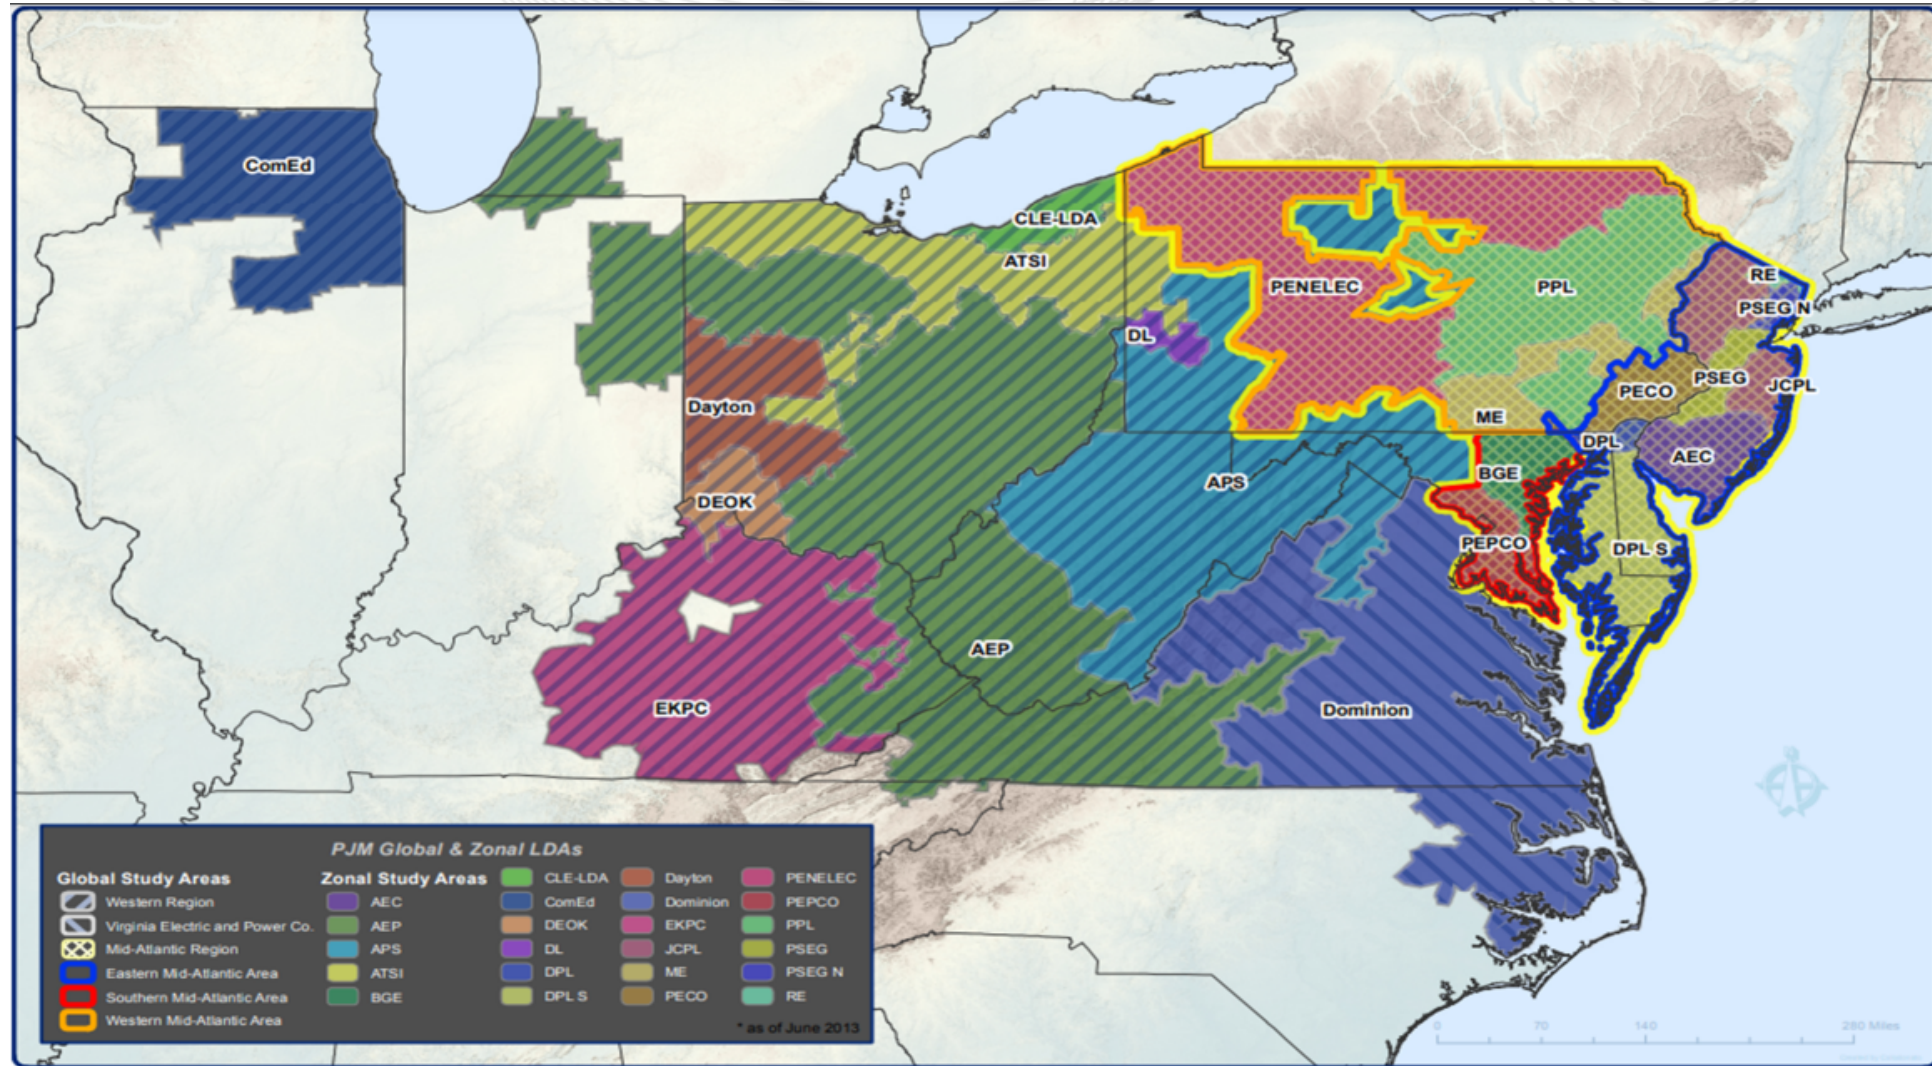 ComEd
CLE-LDA
ATSI
PENELEC
PPL
RE
PSEG N
DL
PECO
PSEG
JCPL
Dayton
ME
DPL
AEC
BGE
APS
DEOK
PEPCO
DPL S
AEP
EKPC
Dominion
PJM Global & Zonal LDAs
Global Study Areas
Western Region
Virginia Electric and Power Co.
Mid-Atlantic Region
Eastern Mid-Atlantic Area
Southern Mid-Atlantic Area
Western Mid-Atlantic Area
Zonal Study Areas
AEC
AEP
APS
ATSI
BGE
CLE-LDA
ComEd
DEOK
DL
DPL
DPL S
Dayton
Dominion
EKPC
JCPL
ME
PECO
PENELEC
PEPCO
PPL
PSEG
PSEG N
RE
* as of June 2013
0 70 140 280 Miles